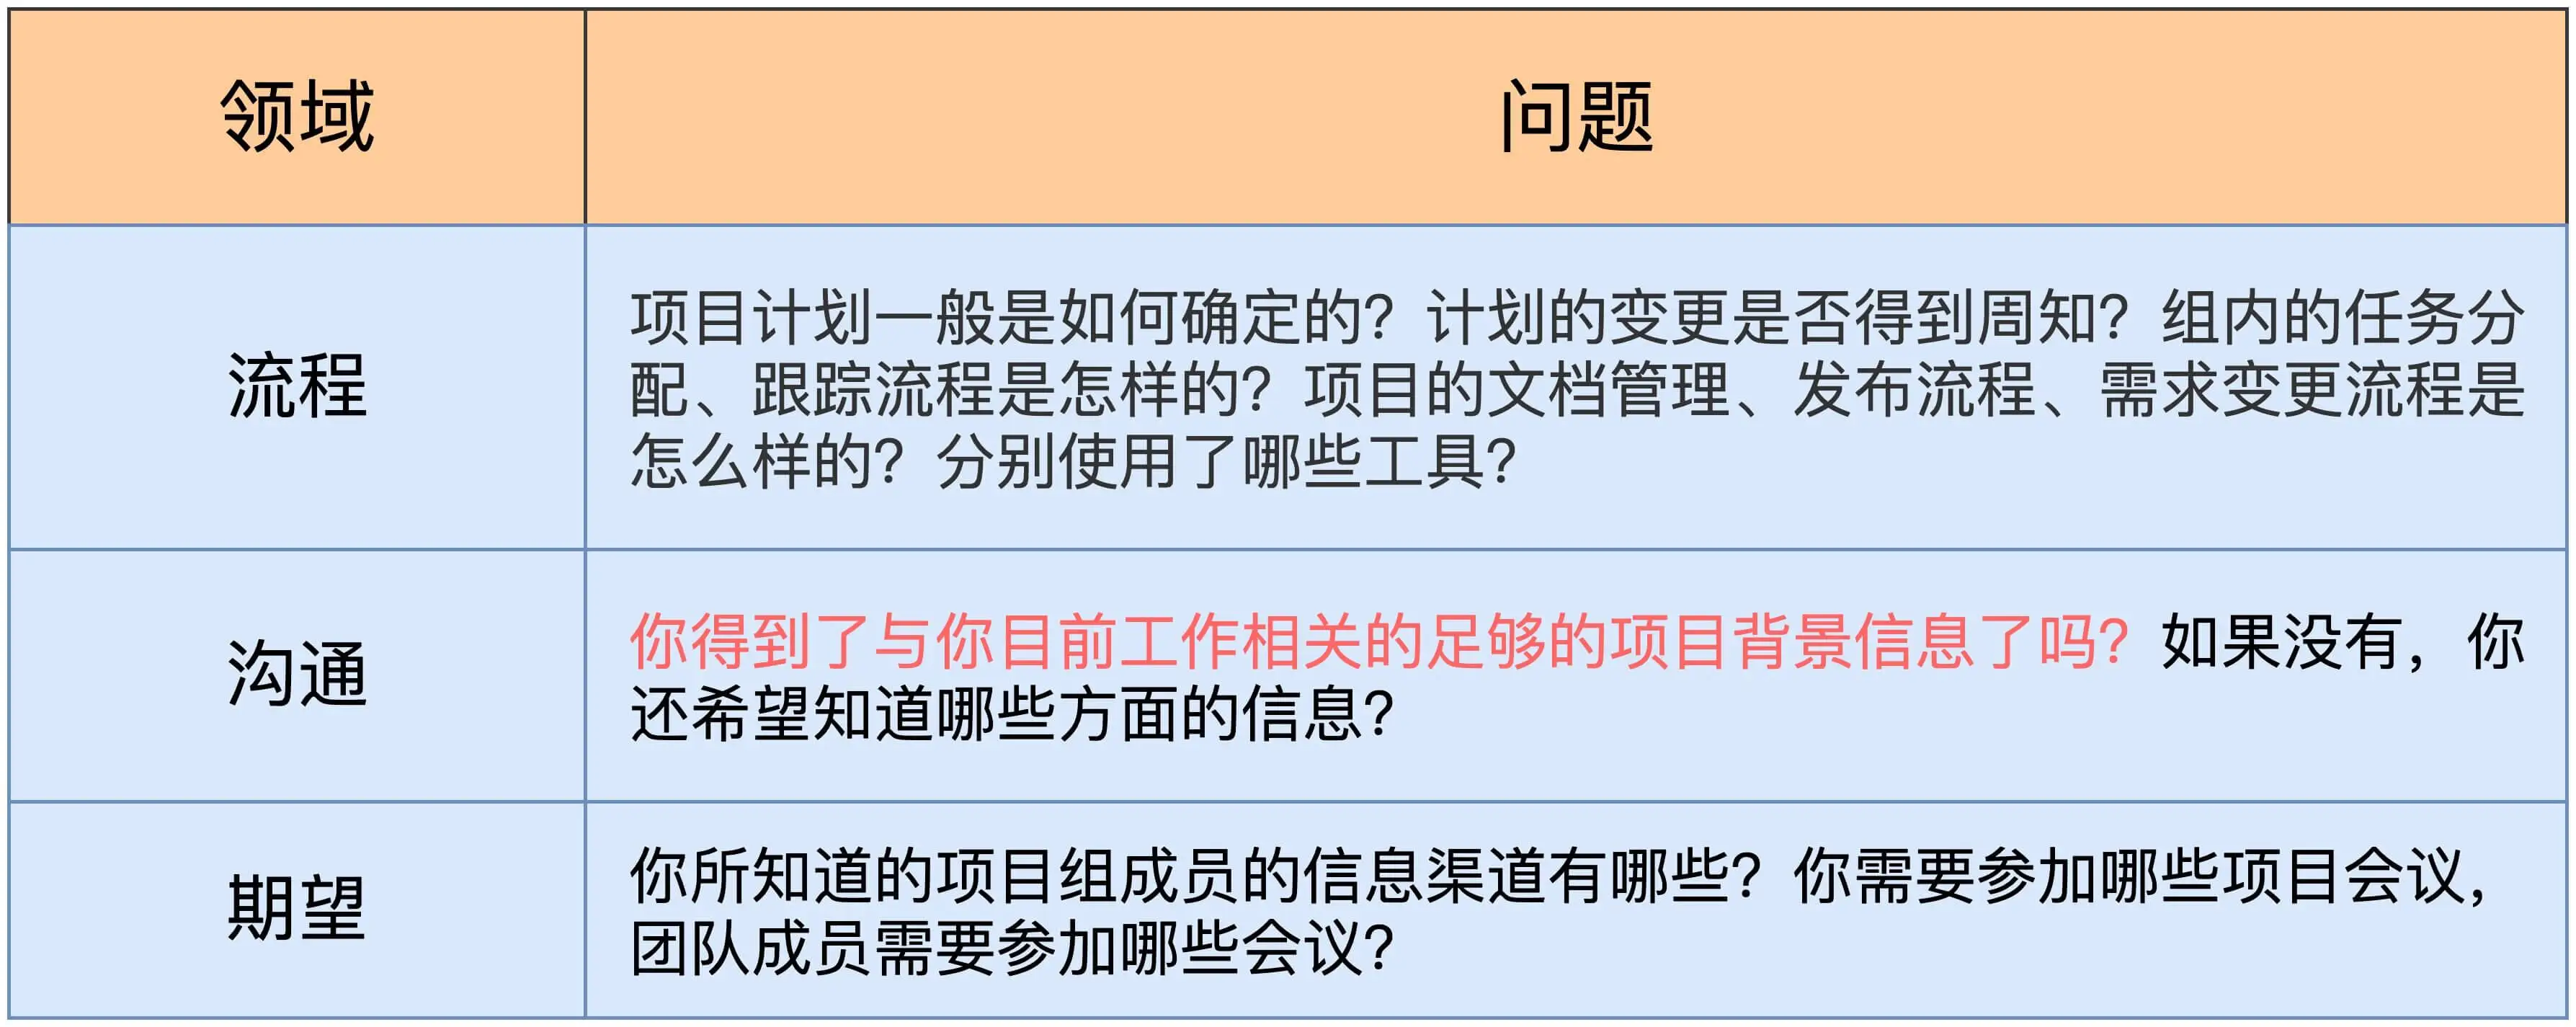 领域
问题
流程
项目计划一般是如何确定的？计划的变更是否得到周知？组内的任务分
配、跟踪流程是怎样的？项目的文档管理、发布流程、需求变更流程是
怎么样的？分别使用了哪些工具？
沟通
你得到了与你目前工作相关的足够的项目背景信息了吗？如果没有，你
还希望知道哪些方面的信息？
期望
你所知道的项目组成员的信息渠道有哪些？你需要参加哪些项目会议，
团队成员需要参加哪些会议？